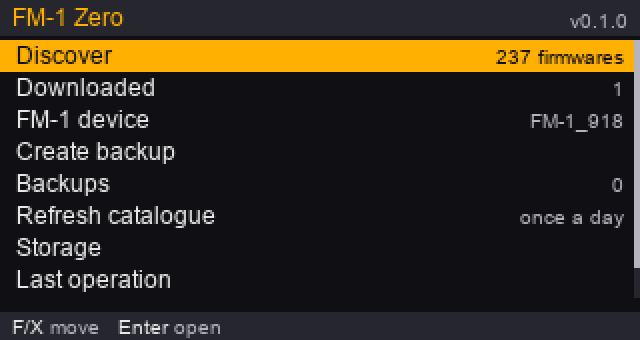 FM-1 Zero v0.1.0
Discover 237 firmwares
Downloaded 1
FM-1 device FM-1_918
Create backup
Backups 0
Refresh catalogue once a day
Storage
Last operation
F/X move Enter open